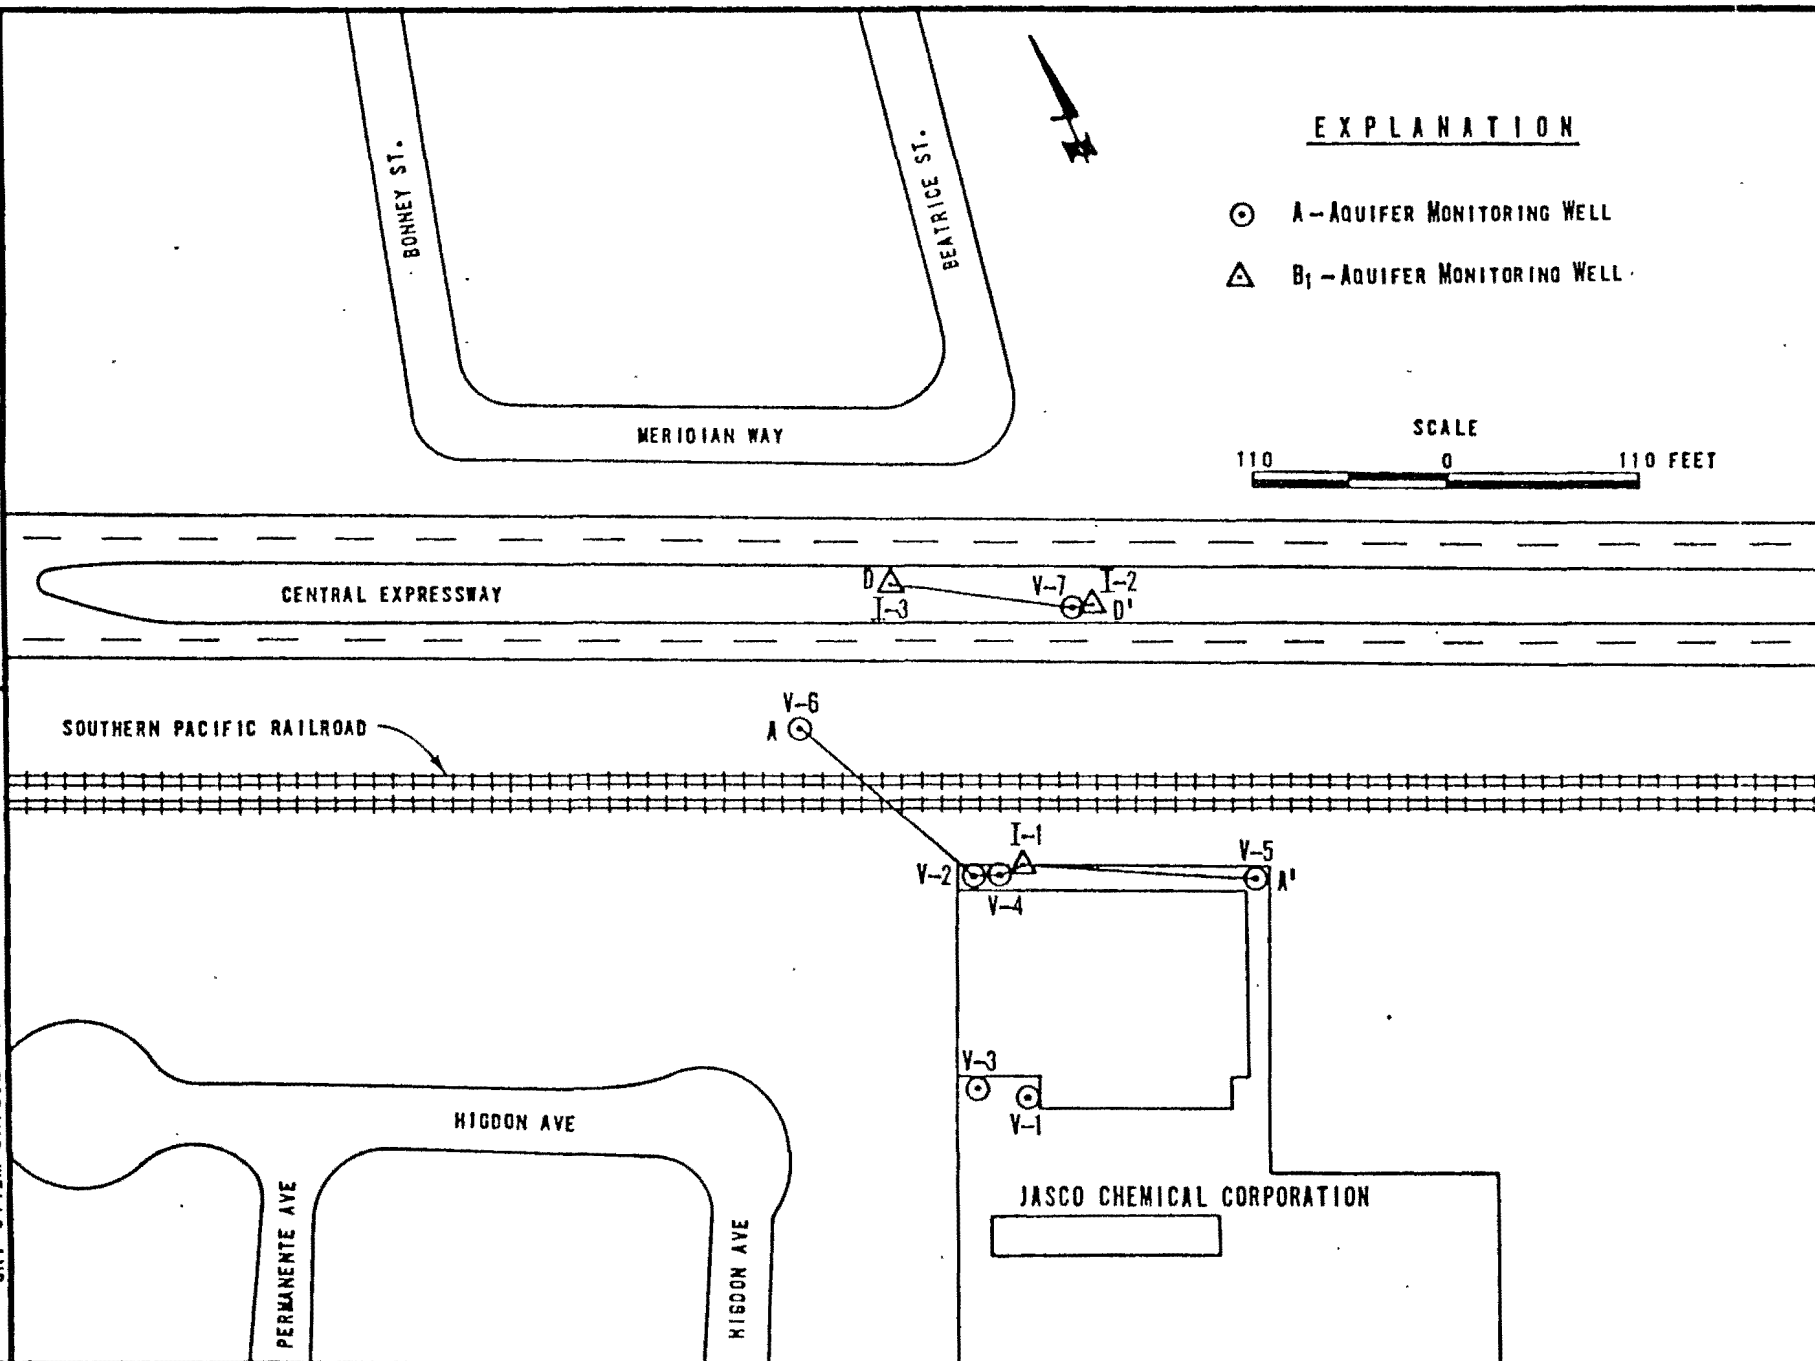 BONNEY ST.
BEATRICE ST.
N
EXPLANATION
A-AQUIFER MONITORING WELL
B1-AQUIFER MONITORING WELL
MERIDIAN WAY
SCALE
110 0 110 FEET
CENTRAL EXPRESSWAY
D
I-3
V-7
I-2
D'
V-6
A
SOUTHERN PACIFIC RAILROAD
I-1
V-2
V-4
V-5
A'
V-3
V-1
HIGDON AVE
PERMANENTE AVE
HIGDON AVE
JASCO CHEMICAL CORPORATION